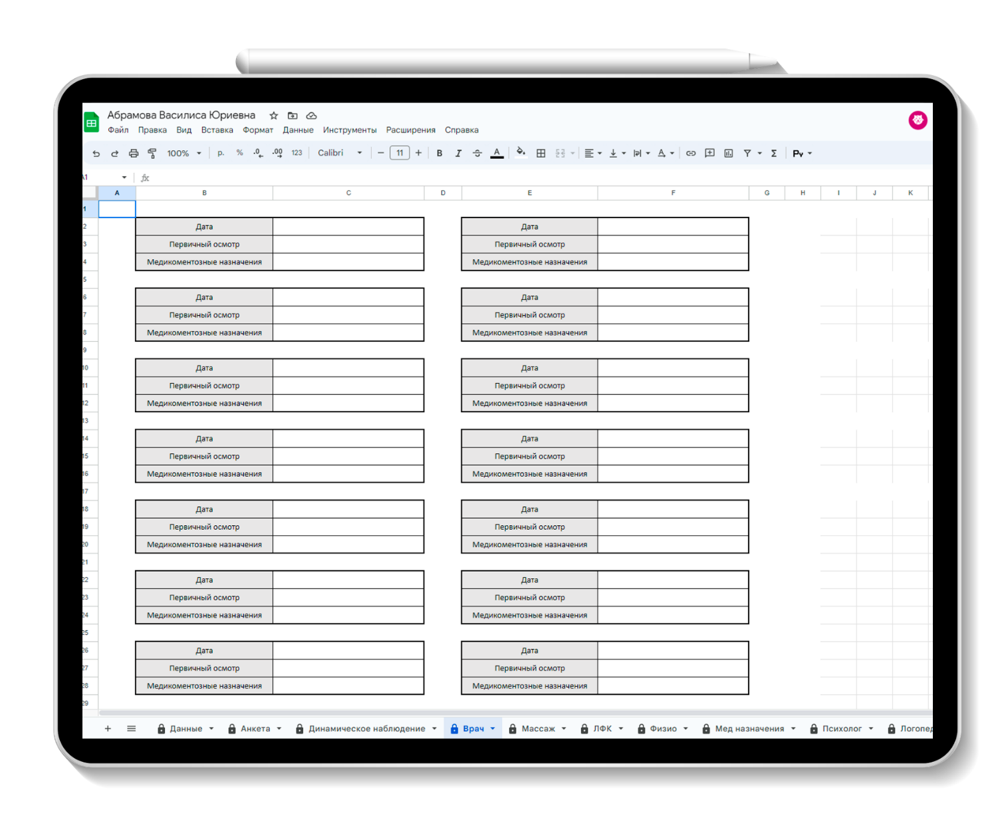 Абрамова Василиса Юриевна
Файл Правка Вид Вставка Формат Данные Инструменты Расширения Справка
100% р. % .0 .00 123 Calibri − 11 + B I A Σ Py
A1 fx
A B C D E F G H I J K
1
2 Дата Дата
3 Первичный осмотр Первичный осмотр
4 Медикоментозные назначения Медикоментозные назначения
5
6 Дата Дата
7 Первичный осмотр Первичный осмотр
8 Медикоментозные назначения Медикоментозные назначения
9
10 Дата Дата
11 Первичный осмотр Первичный осмотр
12 Медикоментозные назначения Медикоментозные назначения
13
14 Дата Дата
15 Первичный осмотр Первичный осмотр
16 Медикоментозные назначения Медикоментозные назначения
17
18 Дата Дата
19 Первичный осмотр Первичный осмотр
20 Медикоментозные назначения Медикоментозные назначения
21
22 Дата Дата
23 Первичный осмотр Первичный осмотр
24 Медикоментозные назначения Медикоментозные назначения
25
26 Дата Дата
27 Первичный осмотр Первичный осмотр
28 Медикоментозные назначения Медикоментозные назначения
29
+ Данные Анкета Динамическое наблюдение Врач Массаж ЛФК Физио Мед назначения Психолог Логопед